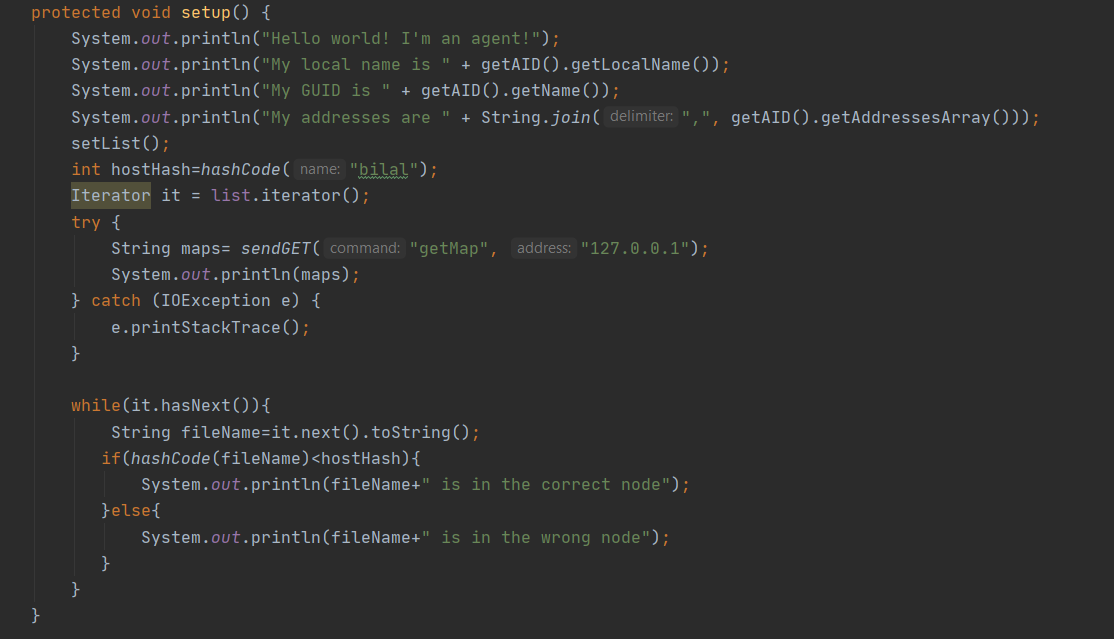 protected void setup() {
System.out.println("Hello world! I'm an agent!");
System.out.println("My local name is " + getAID().getLocalName());
System.out.println("My GUID is " + getAID().getName());
System.out.println("My addresses are " + String.join( delimiter: ",", getAID().getAddressesArray()));
setList();
int hostHash=hashCode( name: "bilal");
Iterator it = list.iterator();
try {
String maps= sendGET( command: "getMap", address: "127.0.0.1");
System.out.println(maps);
} catch (IOException e) {
e.printStackTrace();
}
while(it.hasNext()){
String fileName=it.next().toString();
if(hashCode(fileName)<hostHash){
System.out.println(fileName+" is in the correct node");
}else{
System.out.println(fileName+" is in the wrong node");
}
}
}